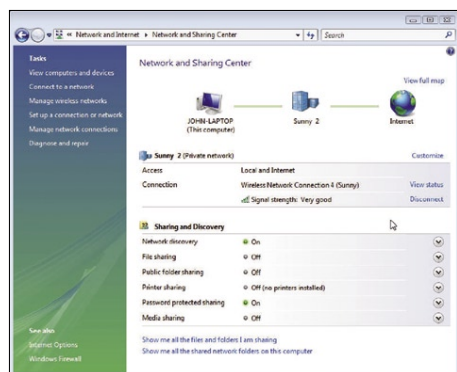 « Network and Internet ▸ Network and Sharing Center
Search
Tasks
View computers and devices
Connect to a network
Manage wireless networks
Set up a connection or network
Manage network connections
Diagnose and repair
See also
Internet Options
Windows Firewall
Network and Sharing Center
View full map
JOHN-LAPTOP
(This computer)
Sunny 2
Internet
Sunny 2 (Private network)
Customize
Access
Local and Internet
Connection
Wireless Network Connection 4 (Sunny)
View status
Signal strength: Very good
Disconnect
Sharing and Discovery
Network discovery
On
File sharing
Off
Public folder sharing
Off
Printer sharing
Off (no printers installed)
Password protected sharing
On
Media sharing
Off
Show me all the files and folders I am sharing
Show me all the shared network folders on this computer